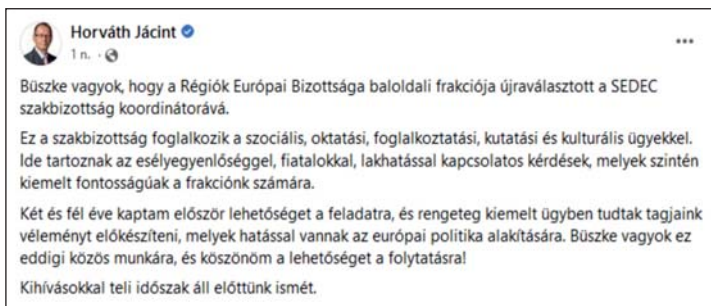 Horváth Jácint
1 n. ·
Büszke vagyok, hogy a Régiók Európai Bizottsága baloldali frakciója újraválasztott a SEDEC
szakbizottság koordinátorává.
Ez a szakbizottság foglalkozik a szociális, oktatási, foglalkoztatási, kutatási és kulturális ügyekkel.
Ide tartoznak az esélyegyenlőséggel, fiatalokkal, lakhatással kapcsolatos kérdések, melyek szintén
kiemelt fontosságúak a frakciónk számára.
Két és fél éve kaptam először lehetőséget a feladatra, és rengeteg kiemelt ügyben tudtak tagjaink
véleményt előkészíteni, melyek hatással vannak az európai politika alakítására. Büszke vagyok ez
eddigi közös munkára, és köszönöm a lehetőséget a folytatásra!
Kihívásokkal teli időszak áll előttünk ismét.